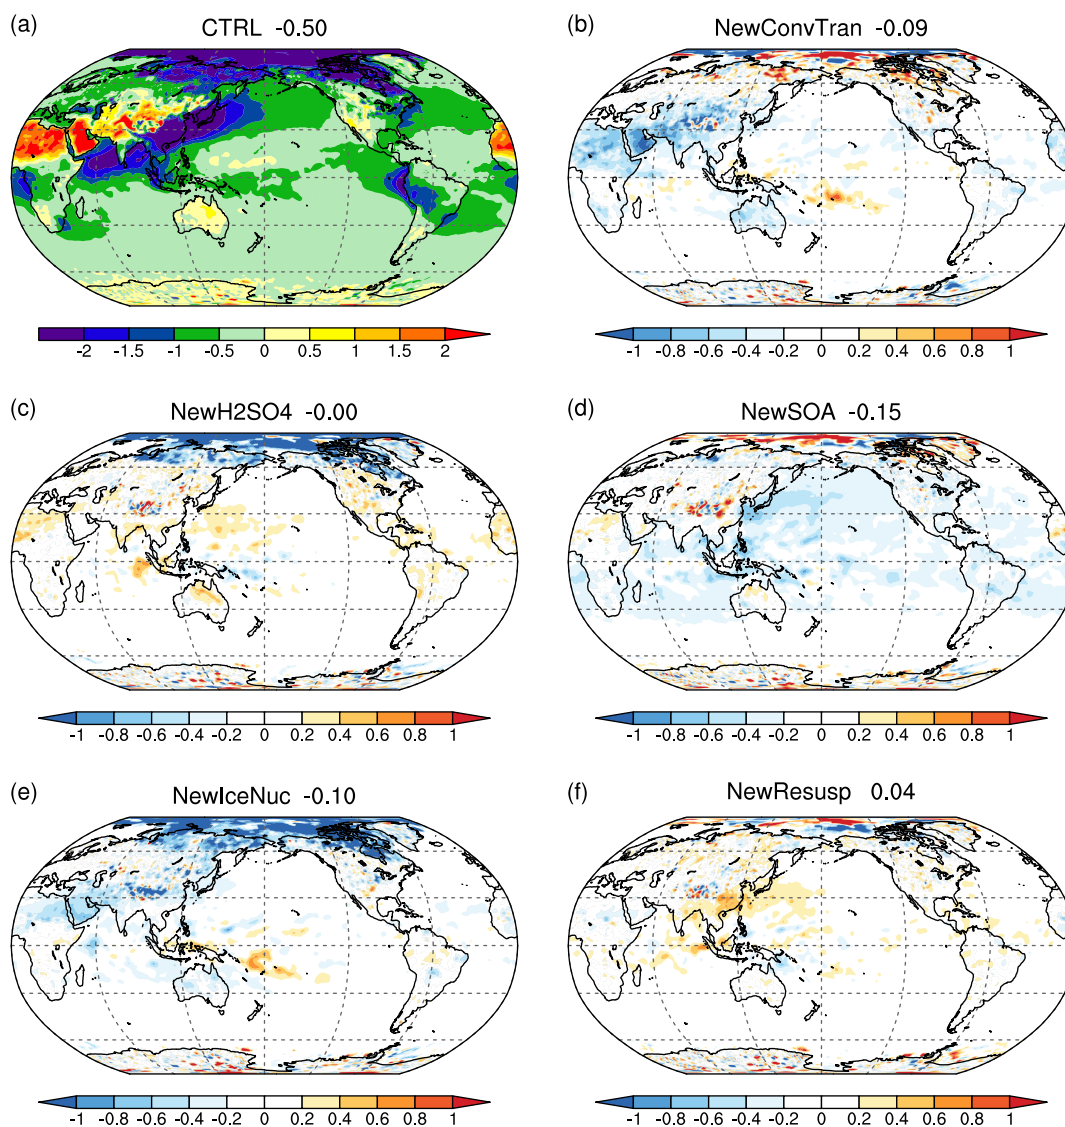 (a) CTRL -0.50
(b) NewConvTran -0.09
-2 -1.5 -1 -0.5 0 0.5 1 1.5 2
-1 -0.8 -0.6 -0.4 -0.2 0 0.2 0.4 0.6 0.8 1
(c) NewH2SO4 -0.00
(d) NewSOA -0.15
-1 -0.8 -0.6 -0.4 -0.2 0 0.2 0.4 0.6 0.8 1
-1 -0.8 -0.6 -0.4 -0.2 0 0.2 0.4 0.6 0.8 1
(e) NewIceNuc -0.10
(f) NewResusp 0.04
-1 -0.8 -0.6 -0.4 -0.2 0 0.2 0.4 0.6 0.8 1
-1 -0.8 -0.6 -0.4 -0.2 0 0.2 0.4 0.6 0.8 1